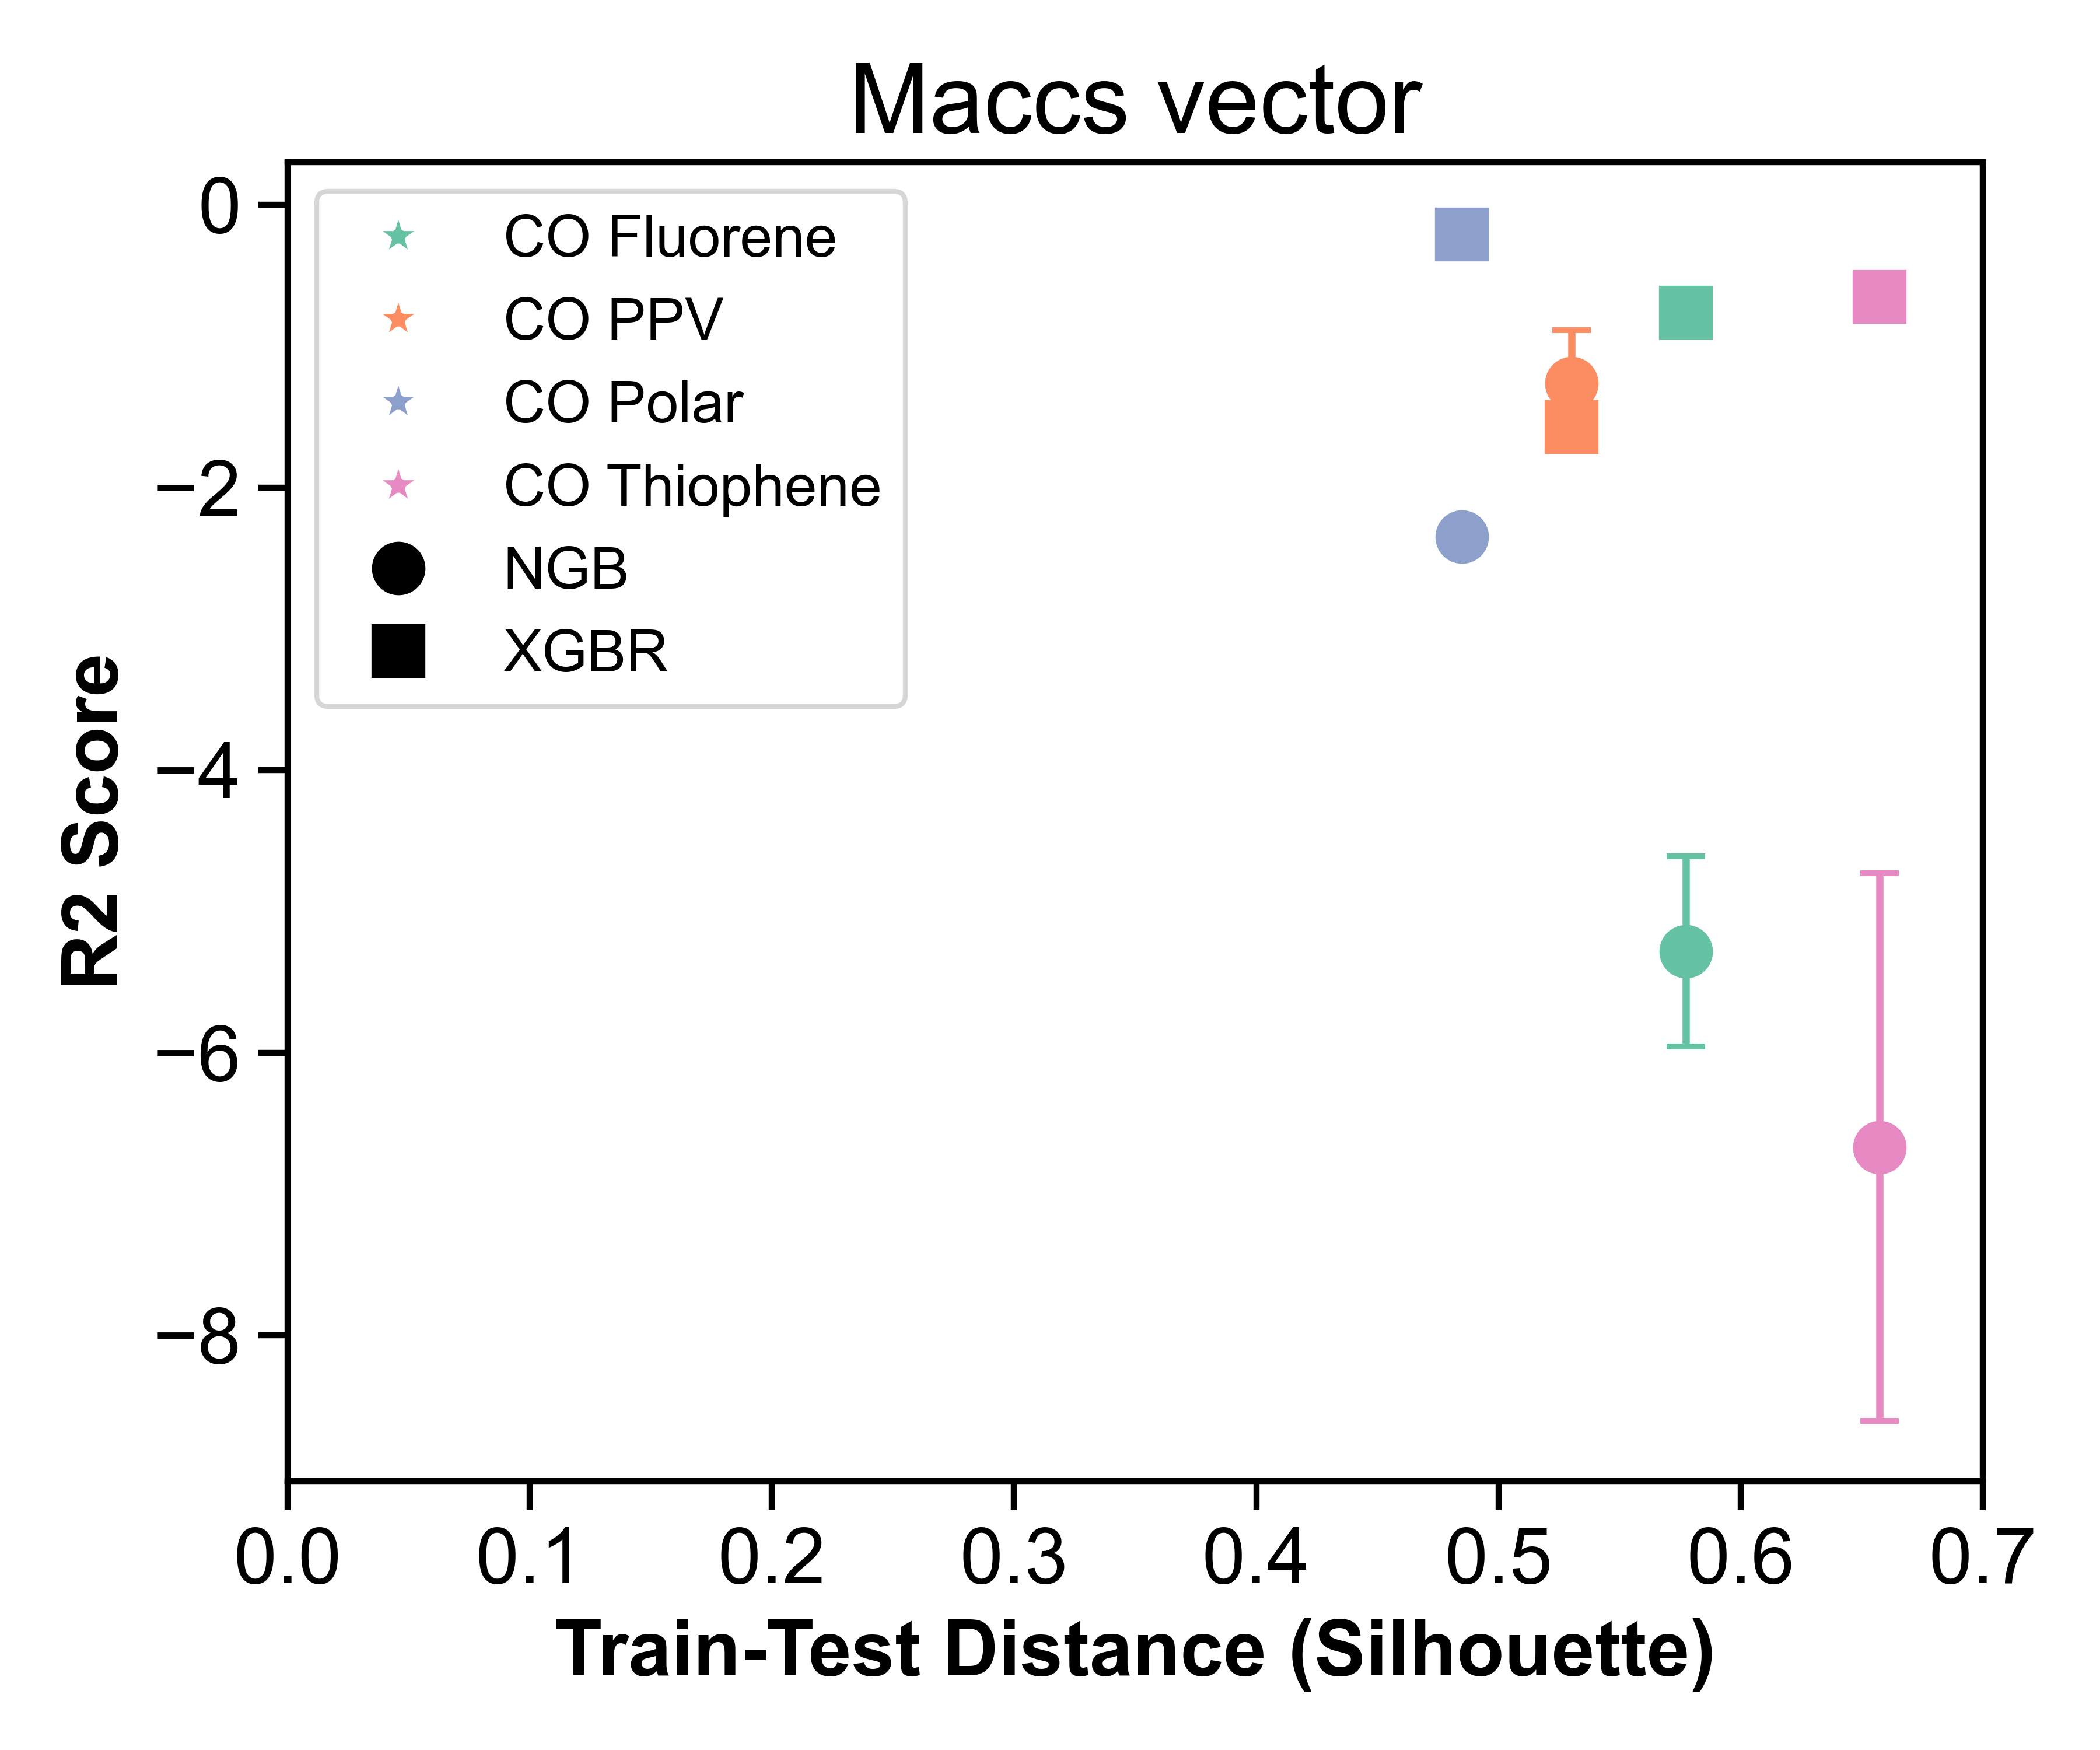 Maccs vector
CO Fluorene
CO PPV
CO Polar
CO Thiophene
NGB
XGBR
0
−2
−4
−6
−8
R2 Score
0.0 0.1 0.2 0.3 0.4 0.5 0.6 0.7
Train-Test Distance (Silhouette)